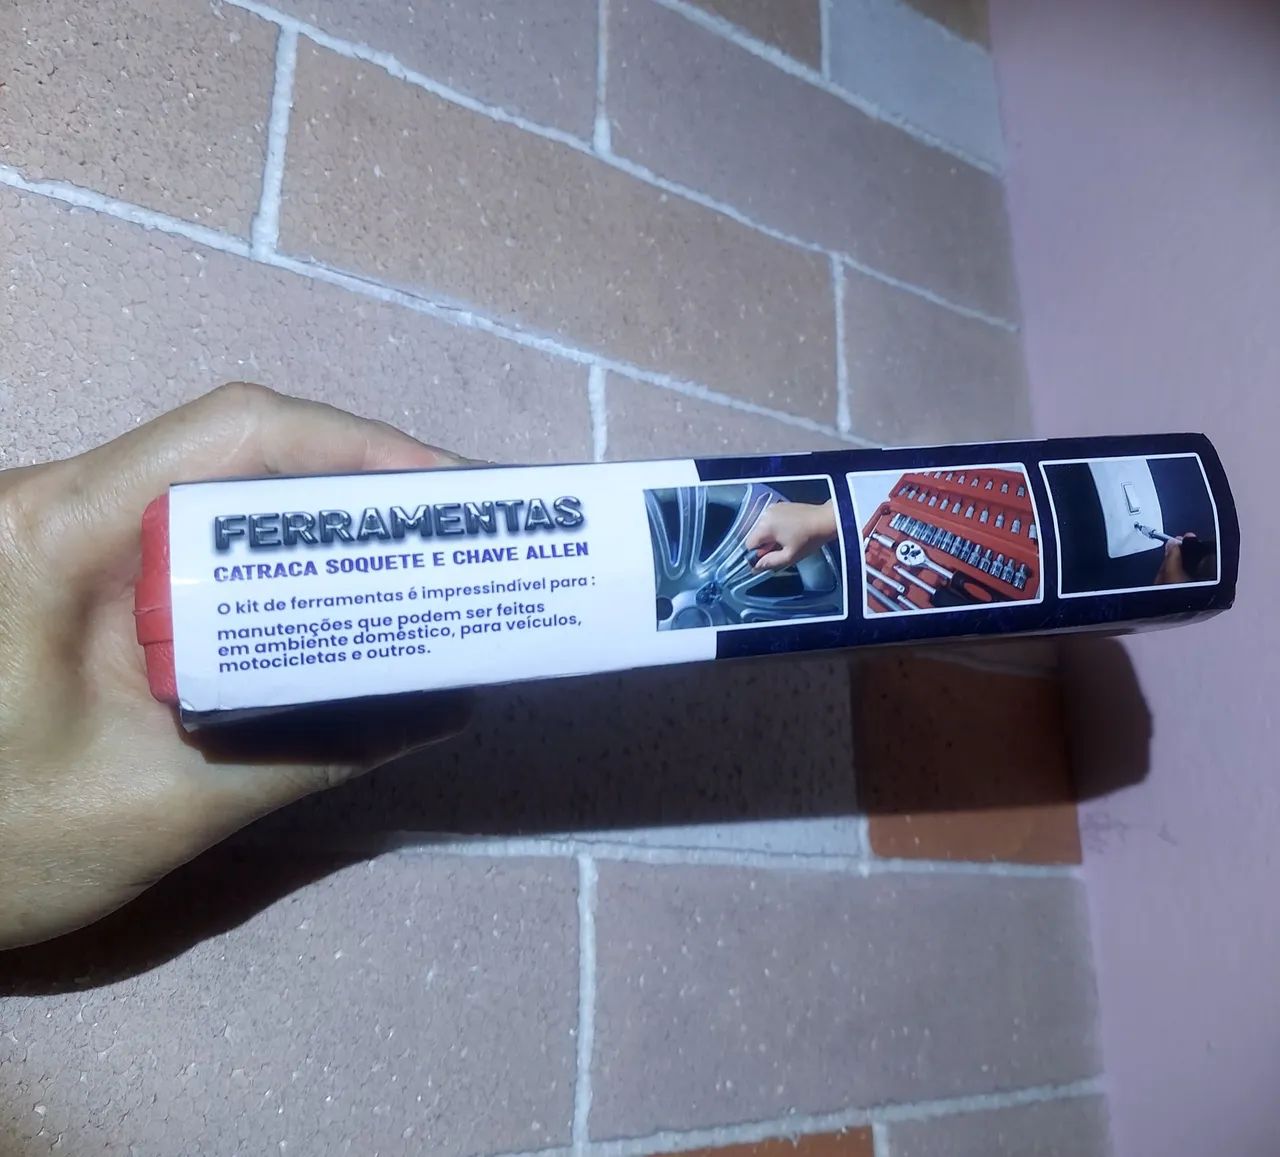 FERRAMENTAS
CATRACA SOQUETE E CHAVE ALLEN
O kit de ferramentas é impressindível para :
manutenções que podem ser feitas
em ambiente doméstico, para veículos,
motocicletas e outros.